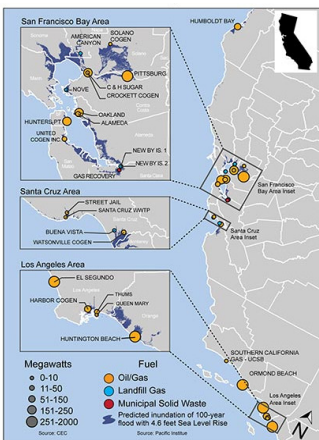 San Francisco Bay Area
HUMBOLDT BAY
AMERICAN
CANYON
SOLANO
COGEN
PITTSBURG
C & H SUGAR
CROCKETT COGEN
NOVE
OAKLAND
ALAMEDA
HUNTERS PT
UNITED
COGEN INC
NEW BY IS. 1
NEW BY IS. 2
GAS RECOVERY
San Francisco
Bay Area Inset
Santa Cruz Area
STREET JAIL
SANTA CRUZ WWTP
BUENA VISTA
WATSONVILLE COGEN
Santa Cruz
Area Inset
Los Angeles Area
EL SEGUNDO
Los Angeles
THUMS
HARBOR COGEN
QUEEN MARY
Orange
HUNTINGTON BEACH
SOUTHERN CALIFORNIA
GAS - UCSB
ORMOND BEACH
Los Angeles
Area Inset
Megawatts
0-10
11-50
51-150
151-250
251-2000
Source: CEC
Fuel
Oil/Gas
Landfill Gas
Municipal Solid Waste
Predicted inundation of 100-year
flood with 4.6 feet Sea Level Rise
Source: Pacific Institue
N